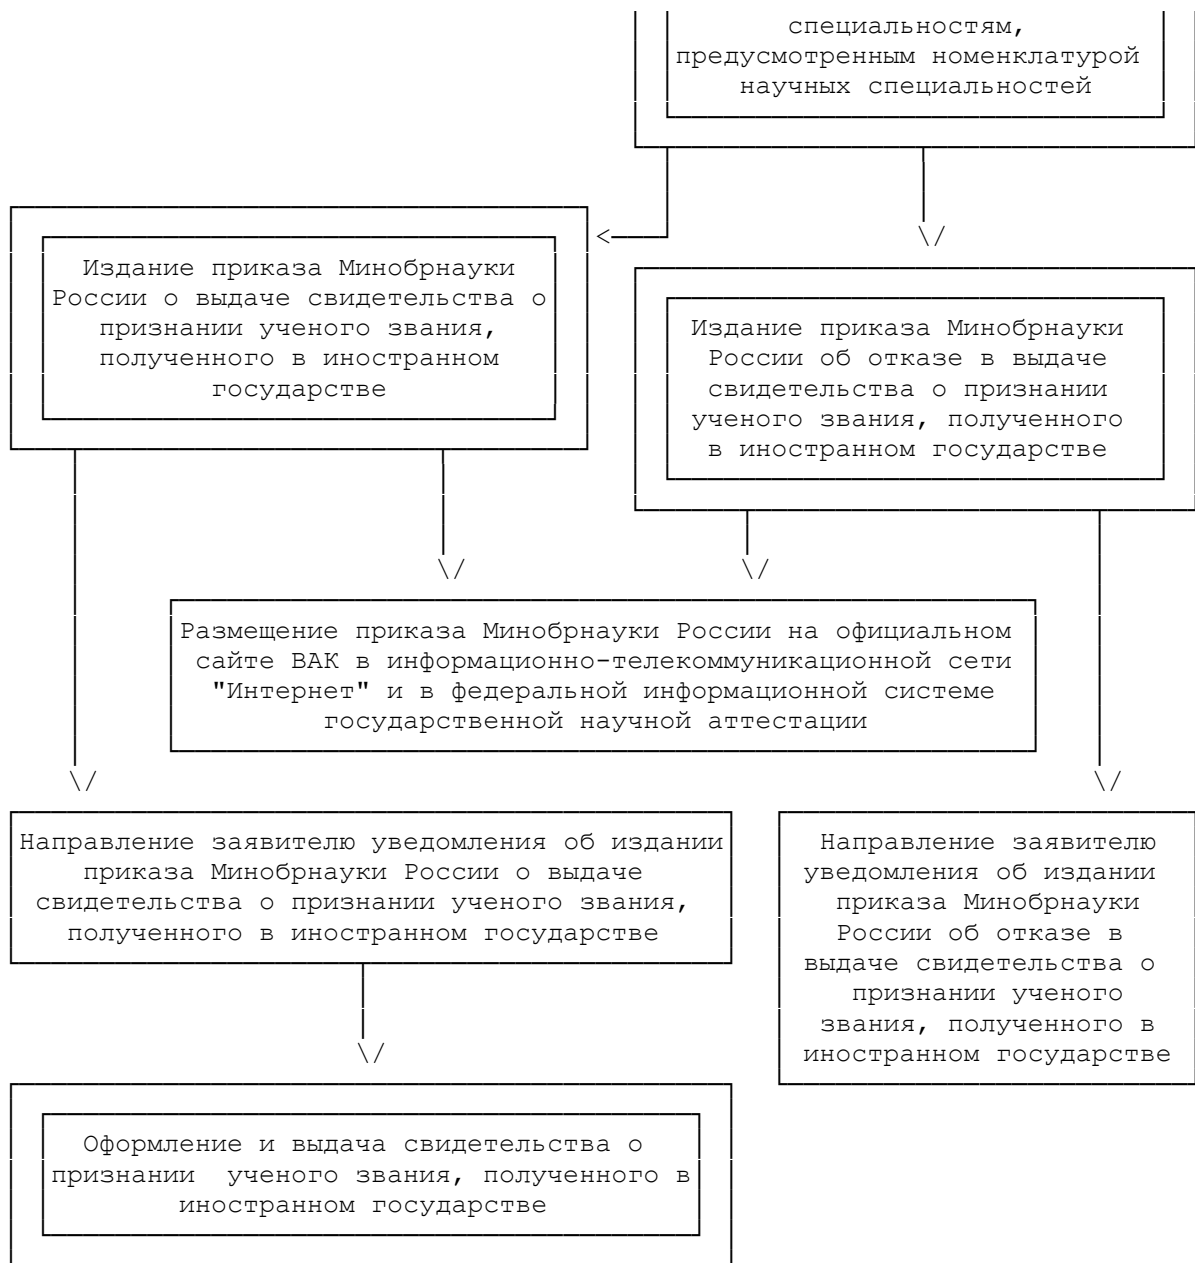 специальностям,
предусмотренным номенклатурой
научных специальностей
Издание приказа Минобрнауки
России о выдаче свидетельства о
признании ученого звания,
полученного в иностранном
государстве
Издание приказа Минобрнауки
России об отказе в выдаче
свидетельства о признании
ученого звания, полученного
в иностранном государстве
Размещение приказа Минобрнауки России на официальном
сайте ВАК в информационно-телекоммуникационной сети
"Интернет" и в федеральной информационной системе
государственной научной аттестации
Направление заявителю уведомления об издании
приказа Минобрнауки России о выдаче
свидетельства о признании ученого звания,
полученного в иностранном государстве
Направление заявителю
уведомления об издании
приказа Минобрнауки
России об отказе в
выдаче свидетельства о
признании ученого
звания, полученного в
иностранном государстве
Оформление и выдача свидетельства о
признании  ученого звания, полученного в
иностранном государстве